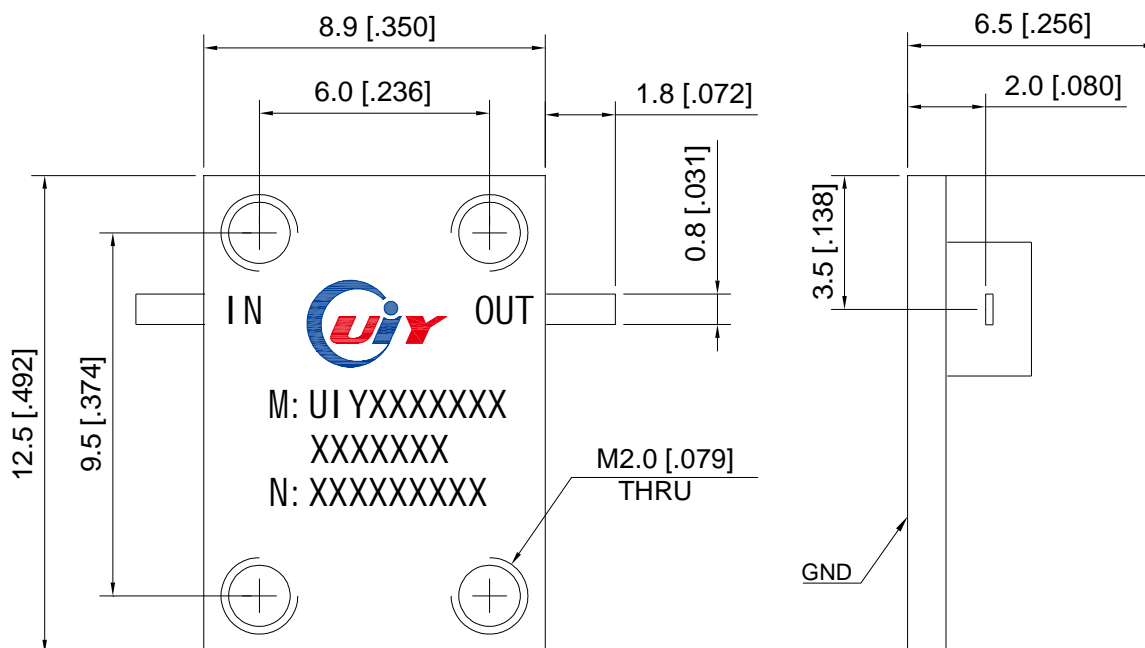 8.9 [.350]
6.0 [.236]
1.8 [.072]
0.8 [.031]
12.5 [.492]
9.5 [.374]
IN
UiY
OUT
M: UIYXXXXXXX
XXXXXXX
N: XXXXXXXXX
M2.0 [.079]
THRU
6.5 [.256]
2.0 [.080]
3.5 [.138]
GND